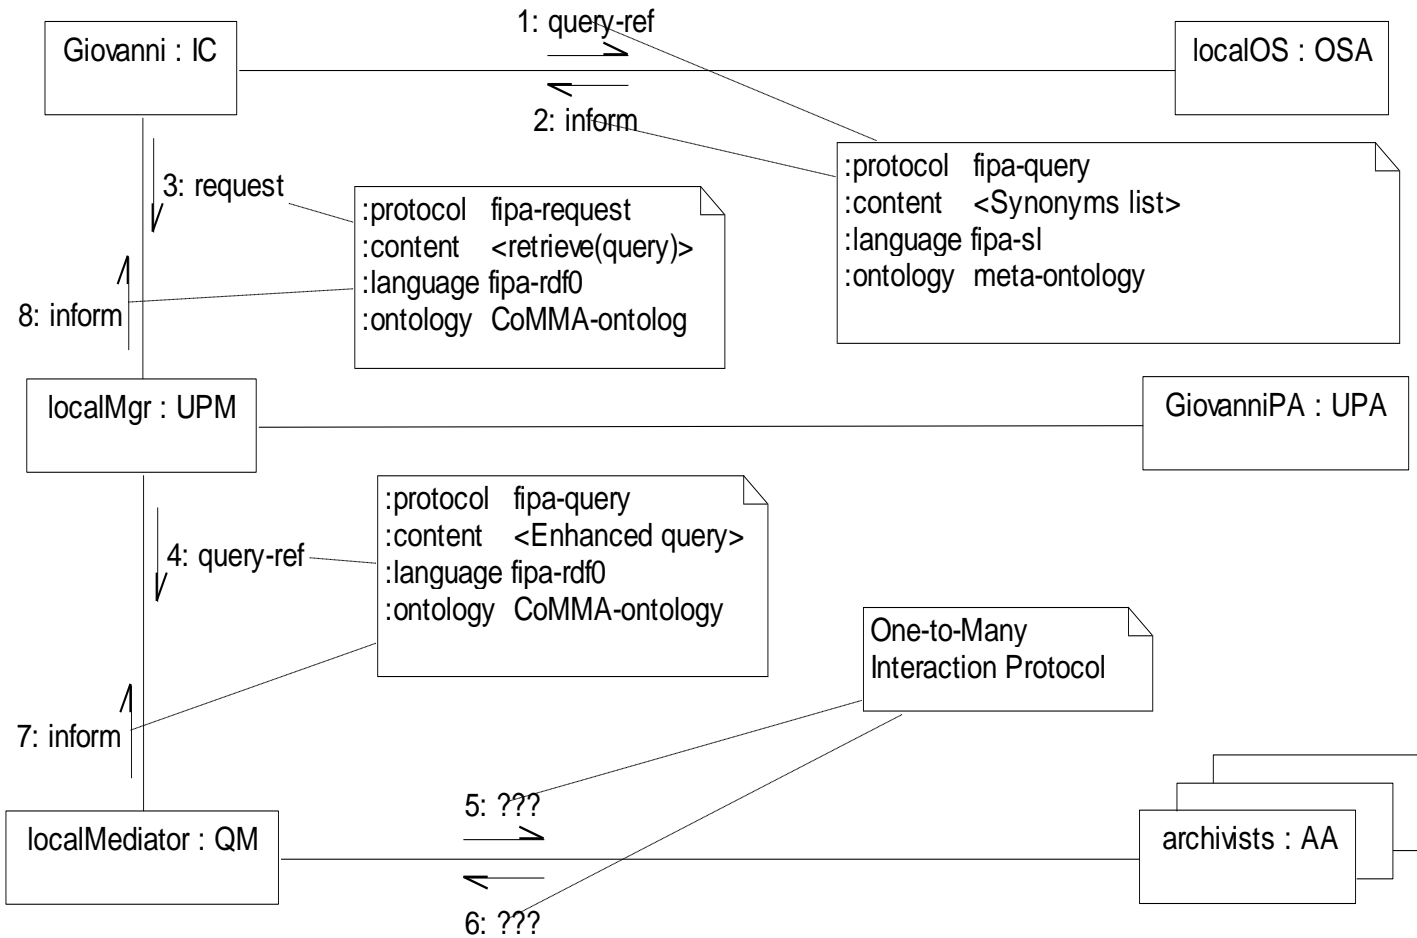 1: query-ref
Giovanni : IC
localOS : OSA
2: inform
:protocol fipa-query
:content <Synonyms list>
:language fipa-sl
:ontology meta-ontology
3: request
:protocol fipa-request
:content <retrieve(query)>
:language fipa-rdf0
:ontology CoMMA-ontolog
8: inform
localMgr : UPM
GiovanniPA : UPA
:protocol fipa-query
:content <Enhanced query>
:language fipa-rdf0
:ontology CoMMA-ontology
4: query-ref
One-to-Many
Interaction Protocol
7: inform
5: ???
localMediator : QM
archivists : AA
6: ???